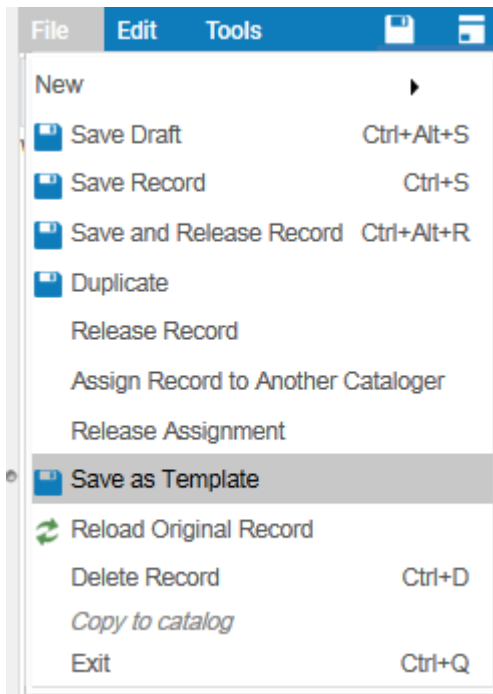 File Edit Tools
New
Save Draft Ctrl+Alt+S
Save Record Ctrl+S
Save and Release Record Ctrl+Alt+R
Duplicate
Release Record
Assign Record to Another Cataloger
Release Assignment
Save as Template
Reload Original Record
Delete Record Ctrl+D
Copy to catalog
Exit Ctrl+Q